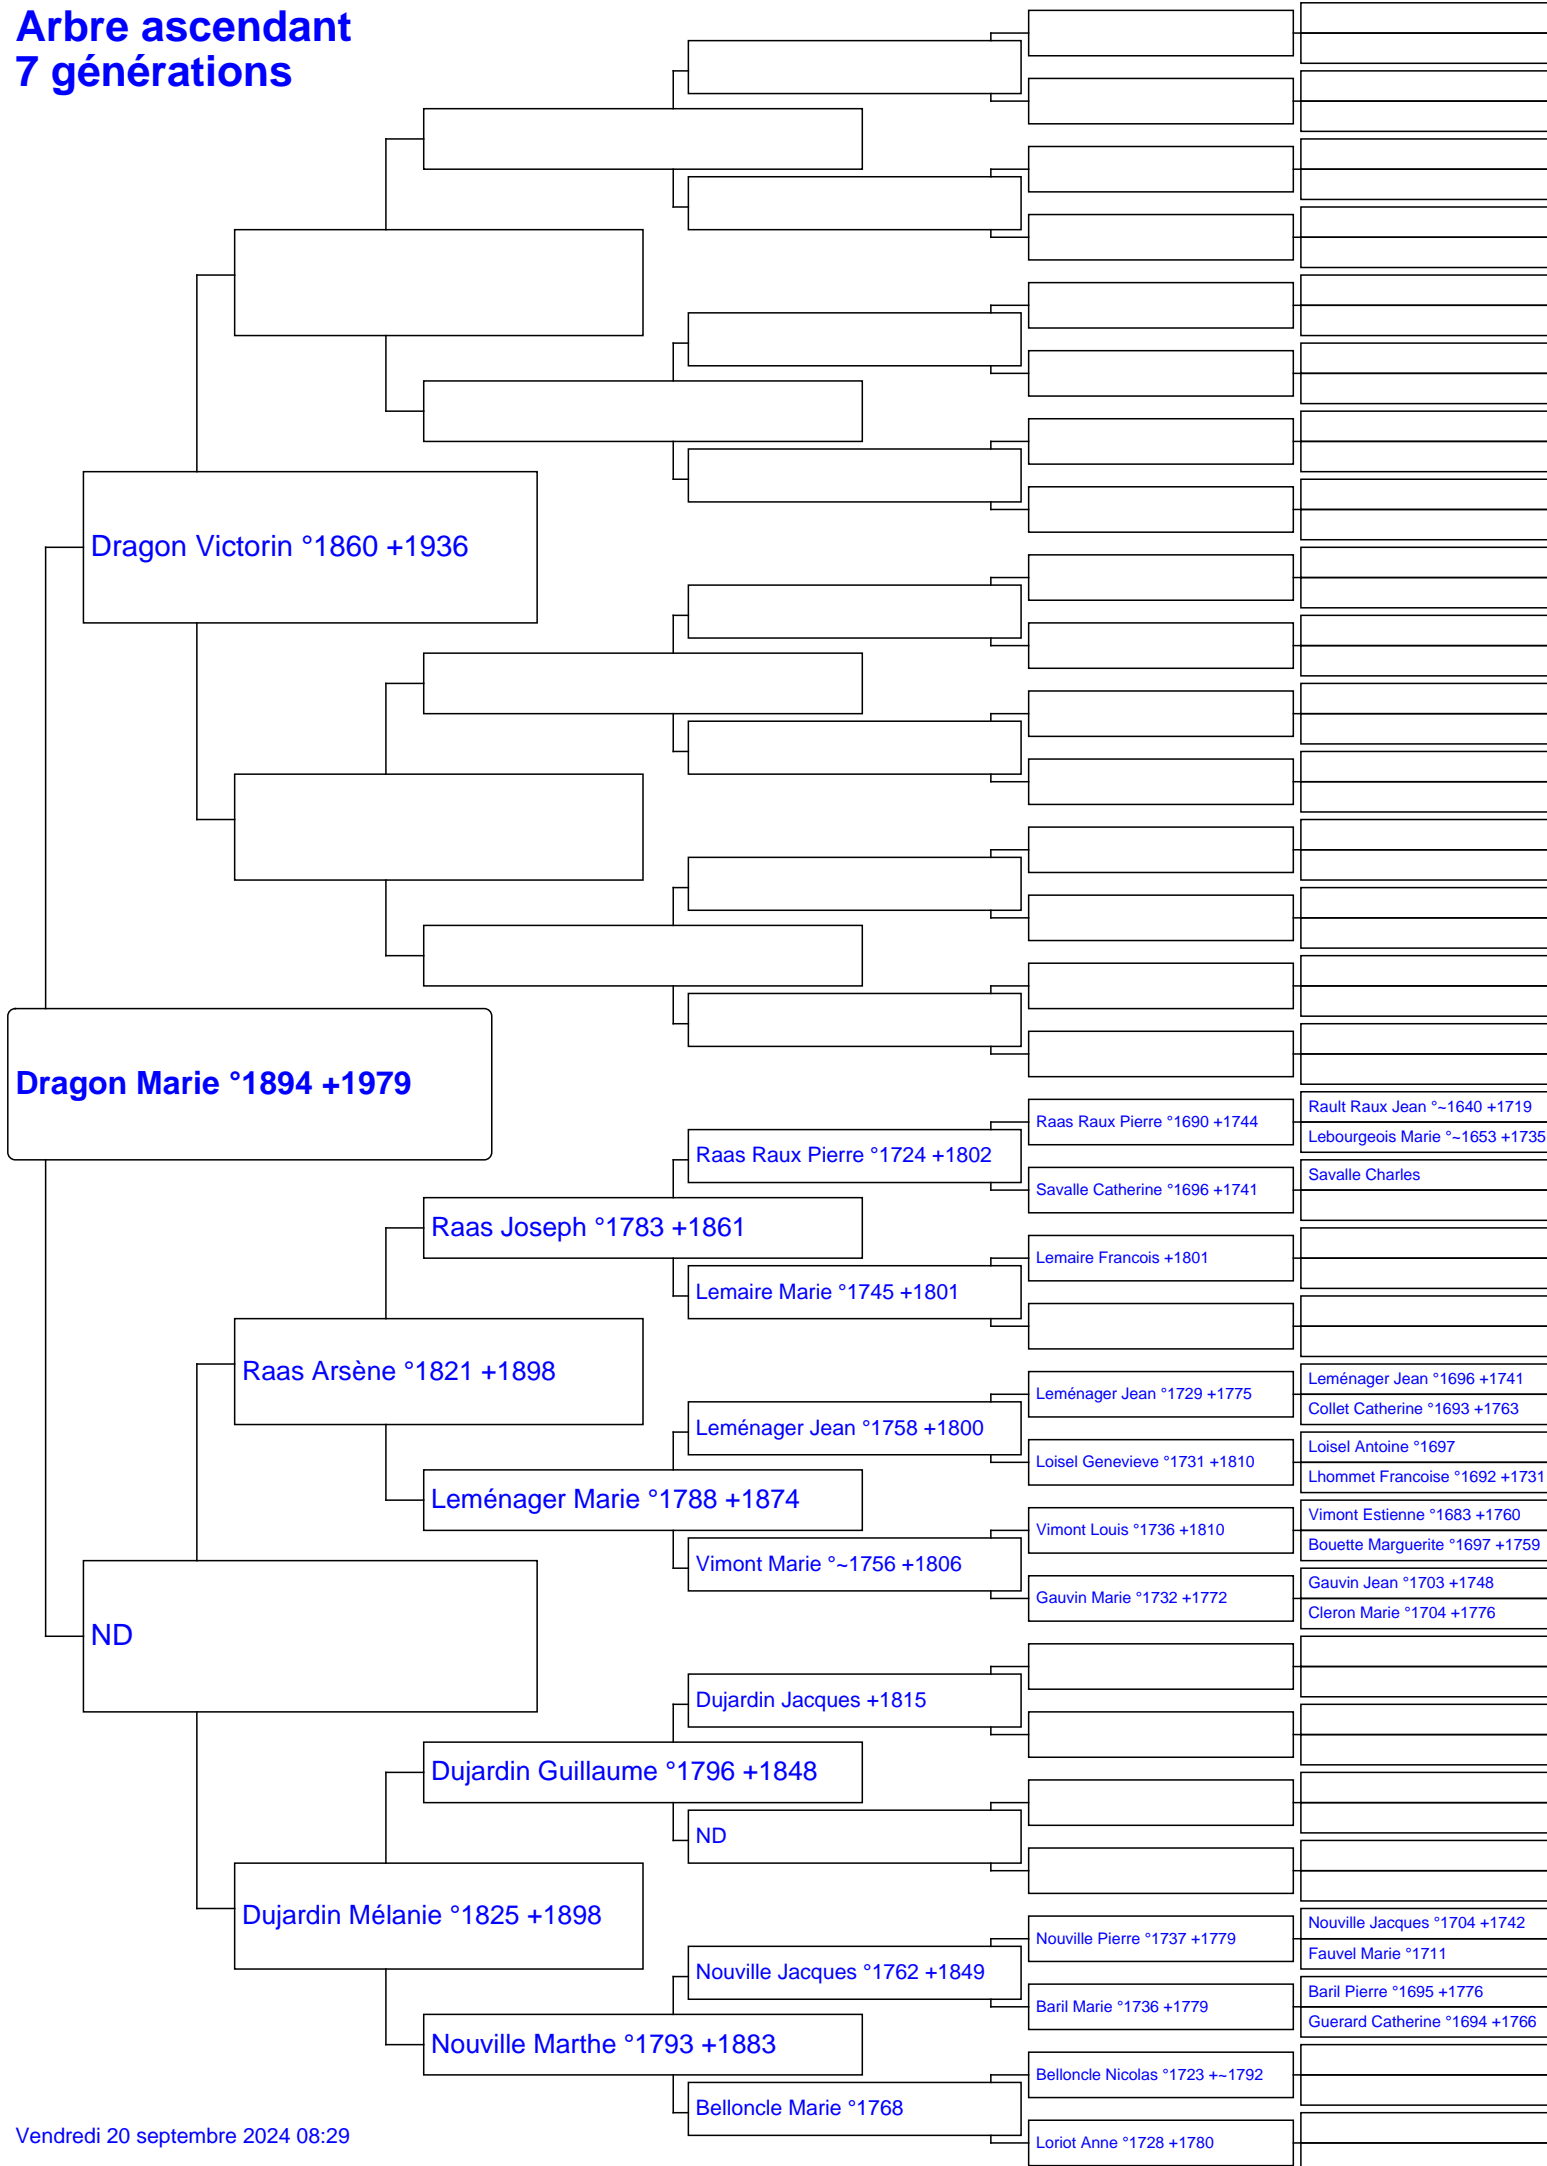 Arbre ascendant
7 générations
Dragon Victorin °1860 +1936
Dragon Marie °1894 +1979
Rault Raux Jean °~1640 +1719
Raas Raux Pierre °1690 +1744
Lebourgeois Marie °~1653 +1735
Raas Raux Pierre °1724 +1802
Savalle Charles
Savalle Catherine °1696 +1741
Raas Joseph °1783 +1861
Lemaire Francois +1801
Lemaire Marie °1745 +1801
Raas Arsène °1821 +1898
Leménager Jean °1696 +1741
Leménager Jean °1729 +1775
Collet Catherine °1693 +1763
Leménager Jean °1758 +1800
Loisel Antoine °1697
Loisel Genevieve °1731 +1810
Lhommet Francoise °1692 +1731
Leménager Marie °1788 +1874
Vimont Estienne °1683 +1760
Vimont Louis °1736 +1810
Bouette Marguerite °1697 +1759
Vimont Marie °~1756 +1806
Gauvin Jean °1703 +1748
Gauvin Marie °1732 +1772
Cleron Marie °1704 +1776
ND
Dujardin Jacques +1815
Dujardin Guillaume °1796 +1848
ND
Dujardin Mélanie °1825 +1898
Nouville Jacques °1704 +1742
Nouville Pierre °1737 +1779
Fauvel Marie °1711
Nouville Jacques °1762 +1849
Baril Pierre °1695 +1776
Baril Marie °1736 +1779
Guerard Catherine °1694 +1766
Nouville Marthe °1793 +1883
Belloncle Nicolas °1723 +~1792
Belloncle Marie °1768
Loriot Anne °1728 +1780
Vendredi 20 septembre 2024 08:29